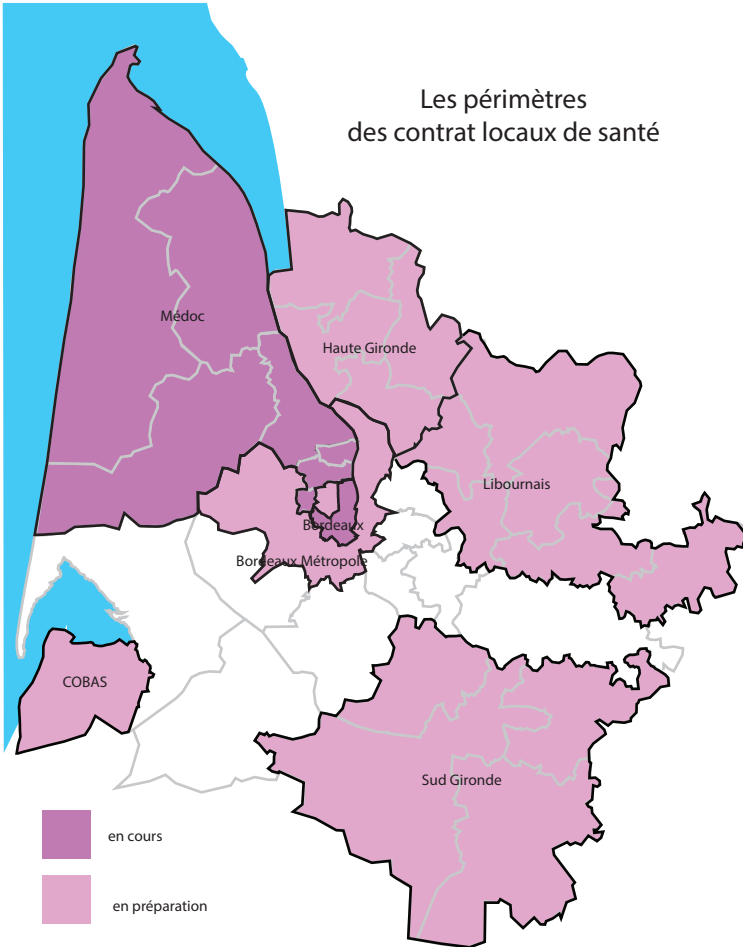 Les périmètres
des contrat locaux de santé
Médoc
Haute Gironde
Libournais
Bordeaux
Bordeaux Métropole
COBAS
Sud Gironde
en cours
en préparation